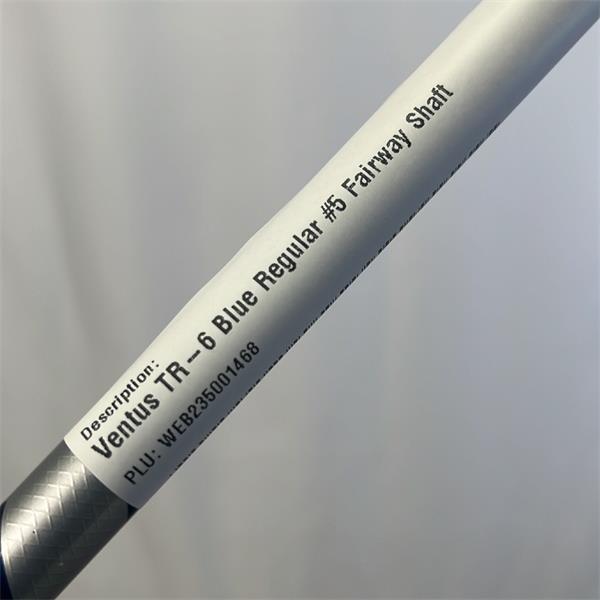 Description:
Ventus TR – 6 Blue Regular #5 Fairway Shaft
PLU: WEB235001468